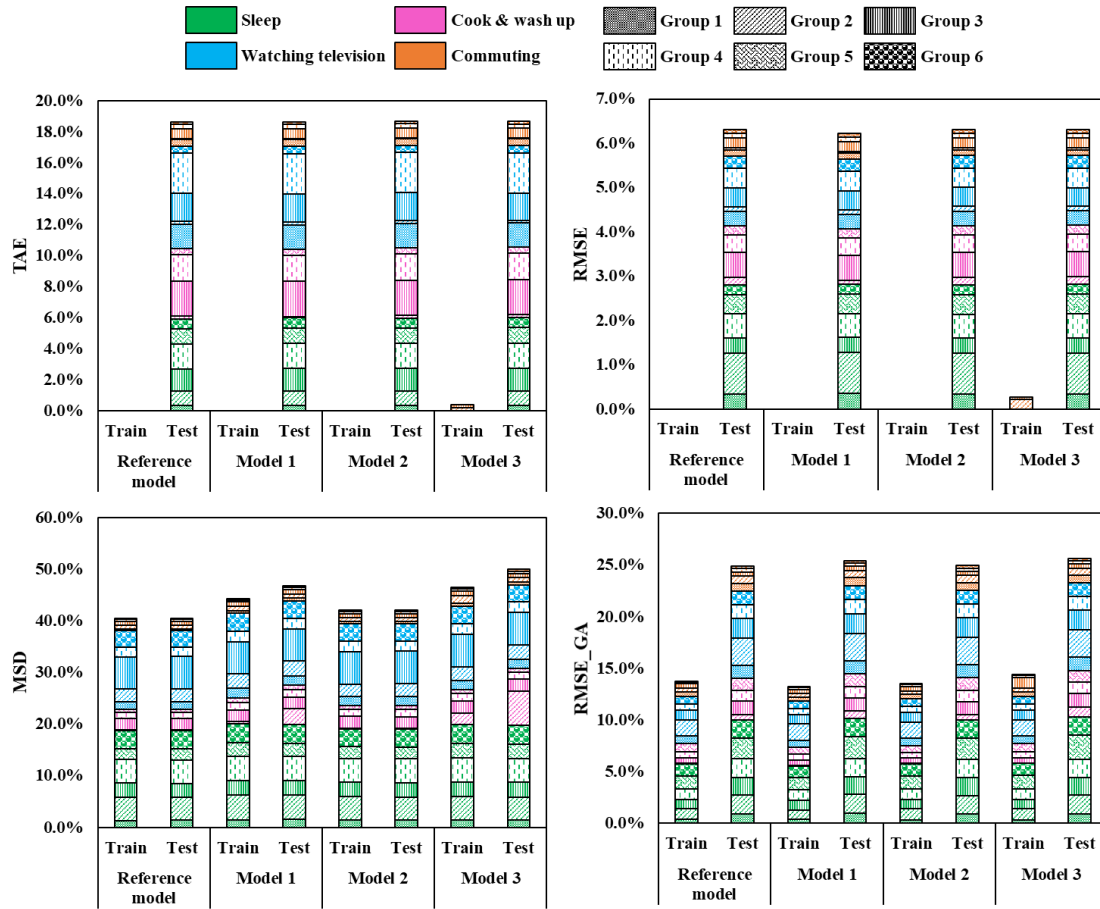 Sleep Cook & wash up Group 1 Group 2 Group 3
Watching television Commuting Group 4 Group 5 Group 6
TAE
20.0%
18.0%
16.0%
14.0%
12.0%
10.0%
8.0%
6.0%
4.0%
2.0%
0.0%
Train Test Train Test Train Test Train Test
Reference model Model 1 Model 2 Model 3
RMSE
7.0%
6.0%
5.0%
4.0%
3.0%
2.0%
1.0%
0.0%
Train Test Train Test Train Test Train Test
Reference model Model 1 Model 2 Model 3
MSD
60.0%
50.0%
40.0%
30.0%
20.0%
10.0%
0.0%
Train Test Train Test Train Test Train Test
Reference model Model 1 Model 2 Model 3
RMSE_GA
30.0%
25.0%
20.0%
15.0%
10.0%
5.0%
0.0%
Train Test Train Test Train Test Train Test
Reference model Model 1 Model 2 Model 3